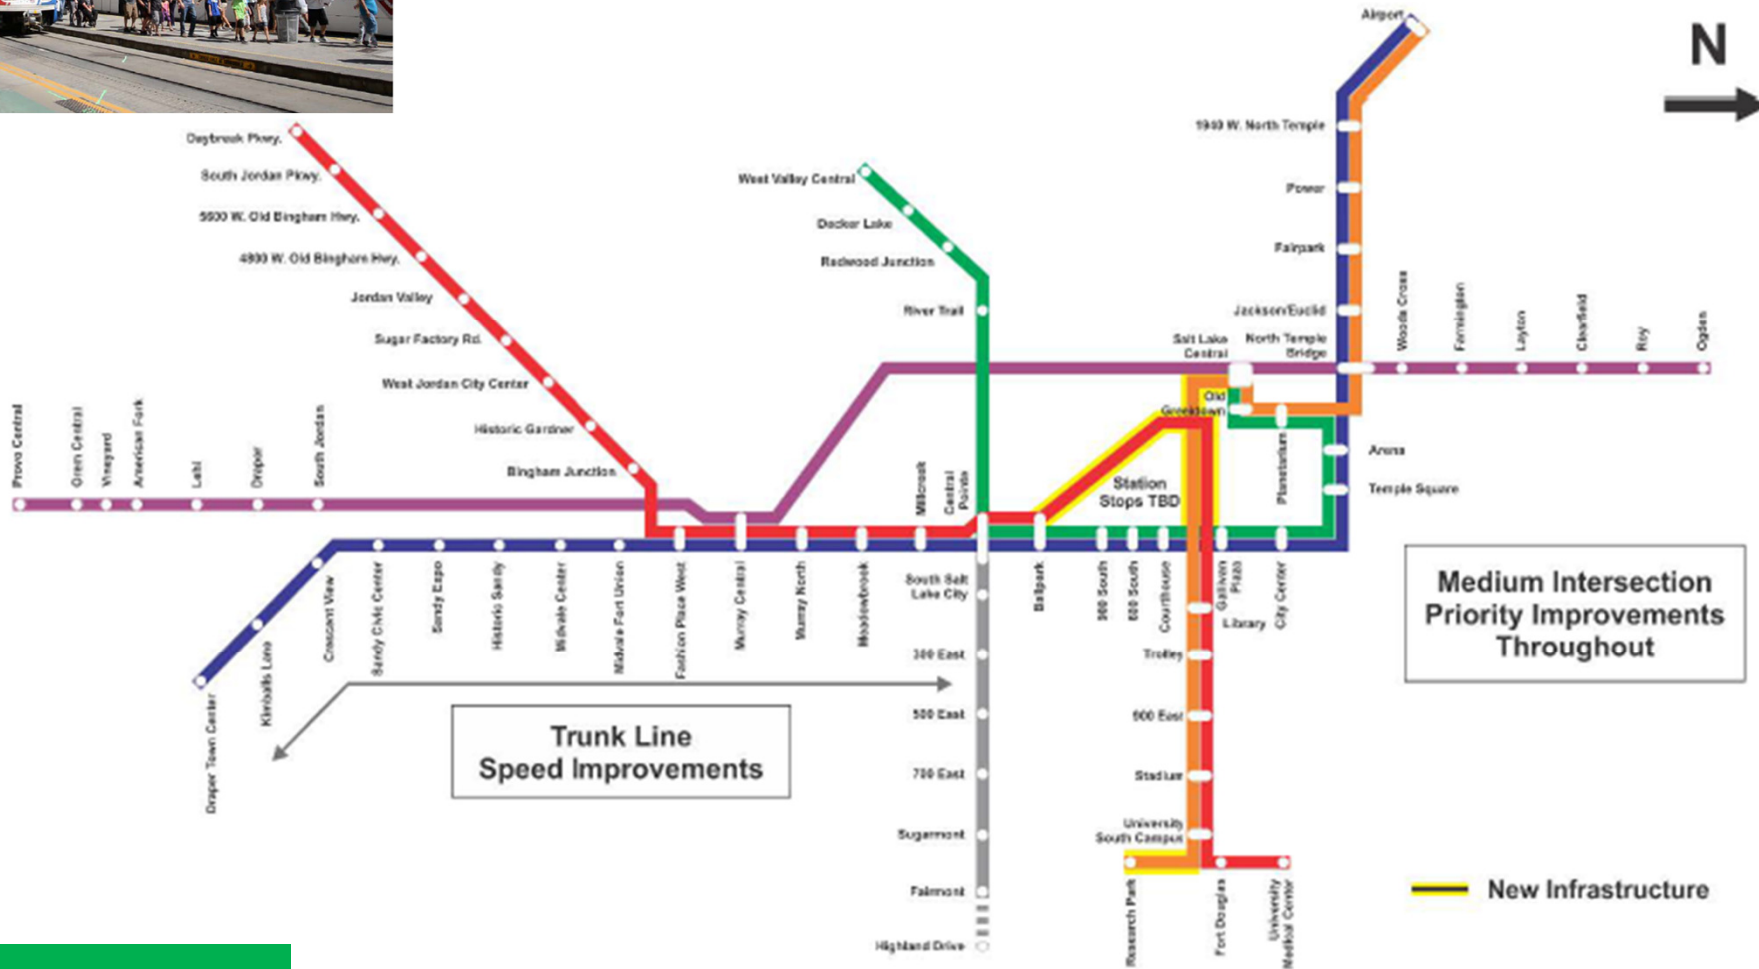 Airport
N
1940 W. North Temple
Power
Fairpark
Jackson/Euclid
Salt Lake
Central
North Temple
Bridge
Woods Cross
Farmington
Layton
Clearfield
Roy
Ogden
Daybreak Pkwy.
South Jordan Pkwy.
5600 W. Old Bingham Hwy.
4800 W. Old Bingham Hwy.
Jordan Valley
Sugar Factory Rd.
West Jordan City Center
Historic Gardner
Bingham Junction
West Valley Central
Decker Lake
Redwood Junction
River Trail
Old
Greektown
Planetarium
Arena
Temple Square
Provo Central
Orem Central
Vineyard
American Fork
Lehi
Draper
South Jordan
Millcreek
Central
Pointe
Station
Stops TBD
Draper Town Center
Kimballs Lane
Crescent View
Sandy Civic Center
Sandy Expo
Historic Sandy
Midvale Center
Midvale Fort Union
Fashion Place West
Murray Central
Murray North
Meadowbrook
South Salt
Lake City
Ballpark
900 South
600 South
Courthouse
Gallivan
Plaza
City Center
Library
Trolley
900 East
Stadium
University
South Campus
Research Park
Fort Douglas
University
Medical Center
300 East
500 East
700 East
Sugarmont
Fairmont
Highland Drive
Trunk Line
Speed Improvements
Medium Intersection
Priority Improvements
Throughout
New Infrastructure